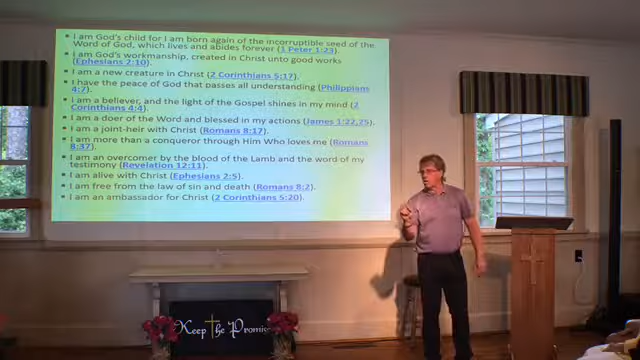 • I am God's child for I am born again of the incorruptible seed of the
Word of God, which lives and abides forever (1 Peter 1:23)
• I am God's workmanship, created in Christ unto good works
(Ephesians 2:10)
• I am a new creature in Christ (2 Corinthians 5:17)
• I have the peace of God that passes all understanding (Philippians
4:7)
• I am a believer, and the light of the Gospel shines in my mind (2
Corinthians 4:4)
• I am a doer of the Word and blessed in my actions (James 1:22,25)
• I am a joint-heir with Christ (Romans 8:17)
• I am more than a conqueror through Him Who loves me (Romans
8:37)
• I am an overcomer by the blood of the Lamb and the word of my
testimony (Revelation 12:11)
• I am alive with Christ (Ephesians 2:5)
• I am free from the law of sin and death (Romans 8:2)
• I am an ambassador for Christ (2 Corinthians 5:20)
Keep the Promise